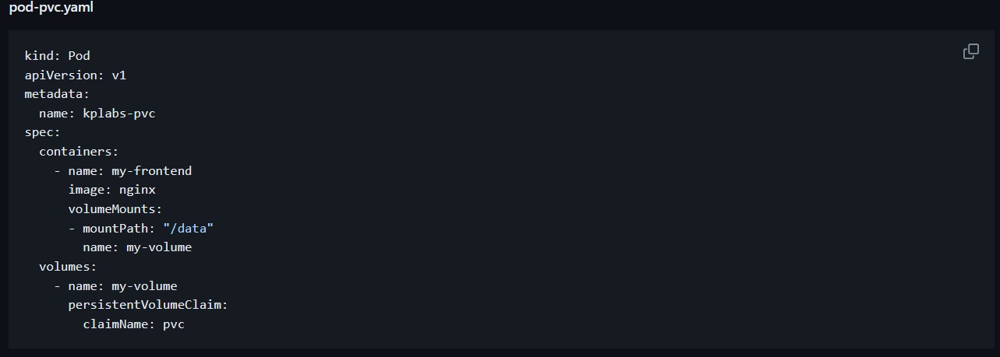 pod-pvc.yaml
kind: Pod
apiVersion: v1
metadata:
  name: kplabs-pvc
spec:
  containers:
    - name: my-frontend
      image: nginx
      volumeMounts:
      - mountPath: "/data"
        name: my-volume
  volumes:
    - name: my-volume
      persistentVolumeClaim:
        claimName: pvc